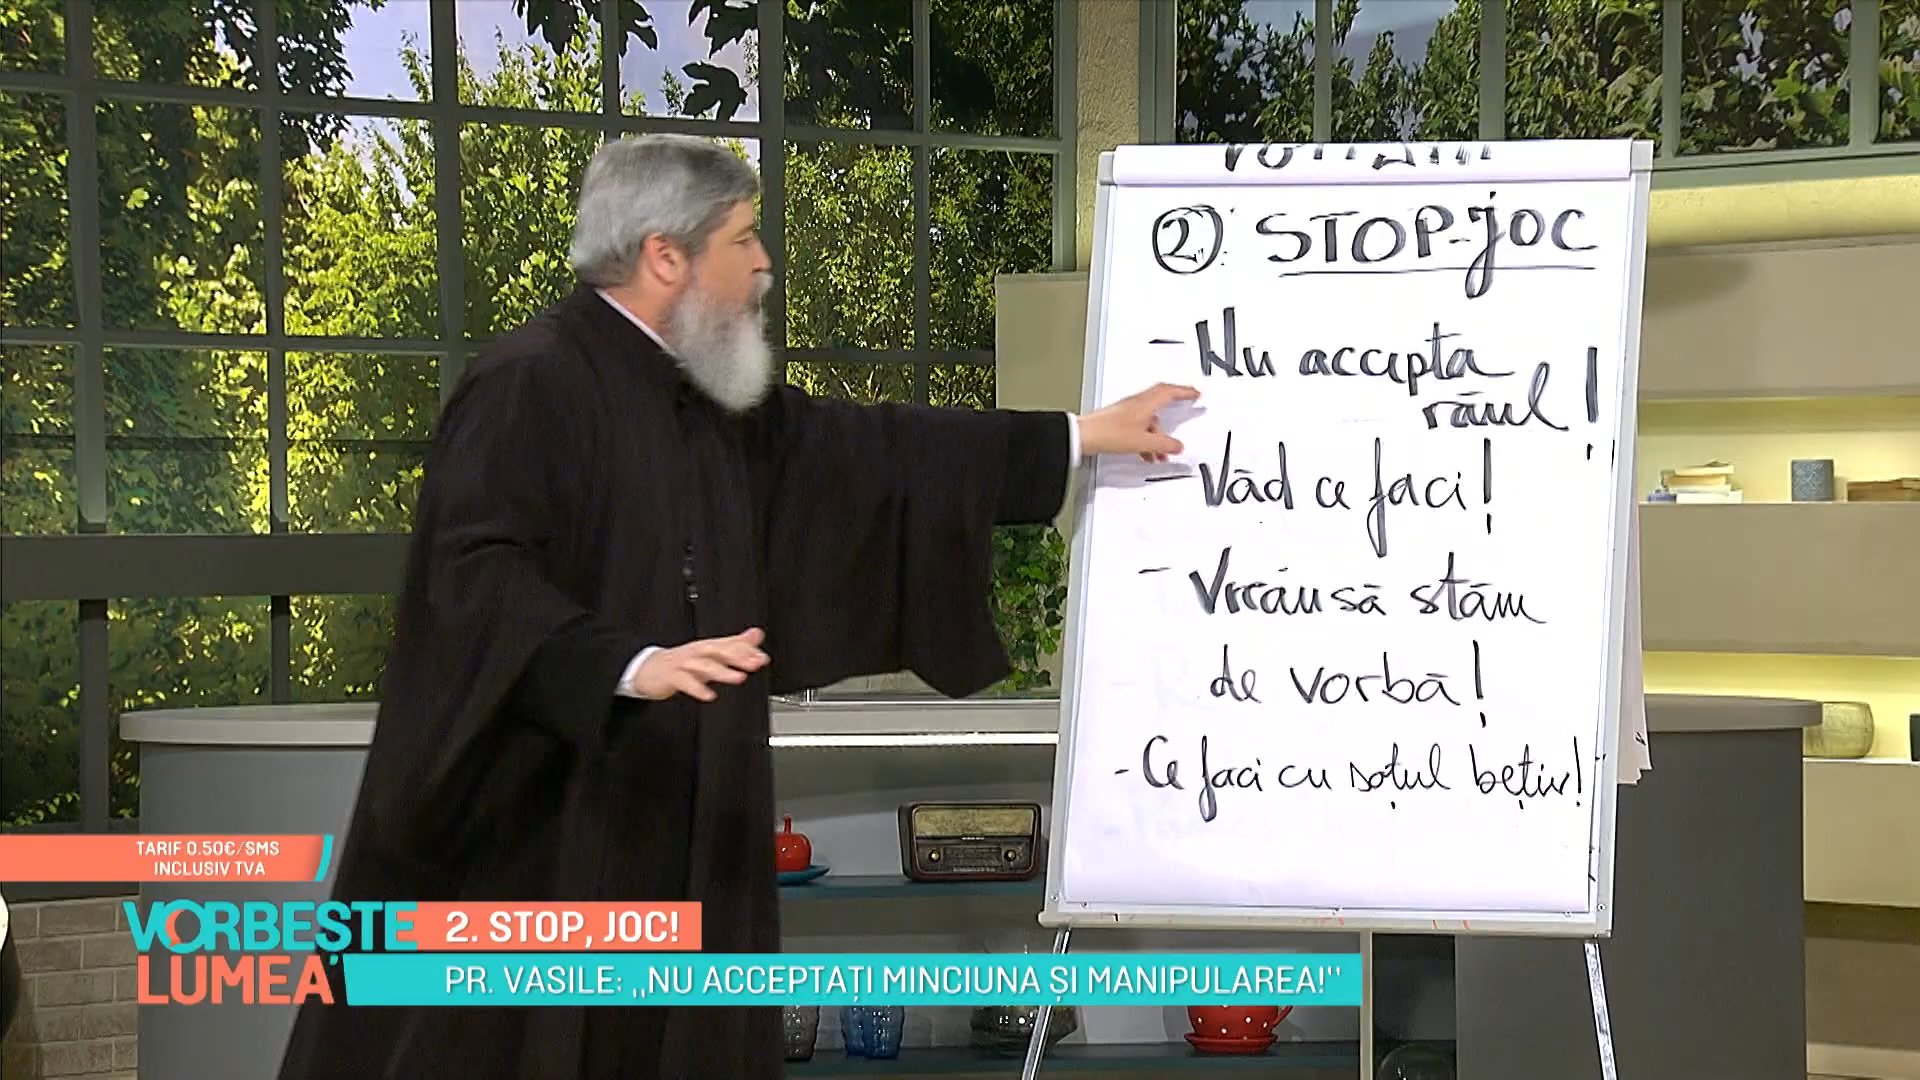 ② STOP-JOC
- Nu accepta
răul!
- Văd ce faci!
- Vreau să stăm
de vorbă!
- Ce faci cu soțul bețiv!
TARIF 0.50€/SMS
INCLUSIV TVA
VORBEȘTE
LUMEA
2. STOP, JOC!
PR. VASILE: ,,NU ACCEPTAȚI MINCIUNA ȘI MANIPULAREA!''